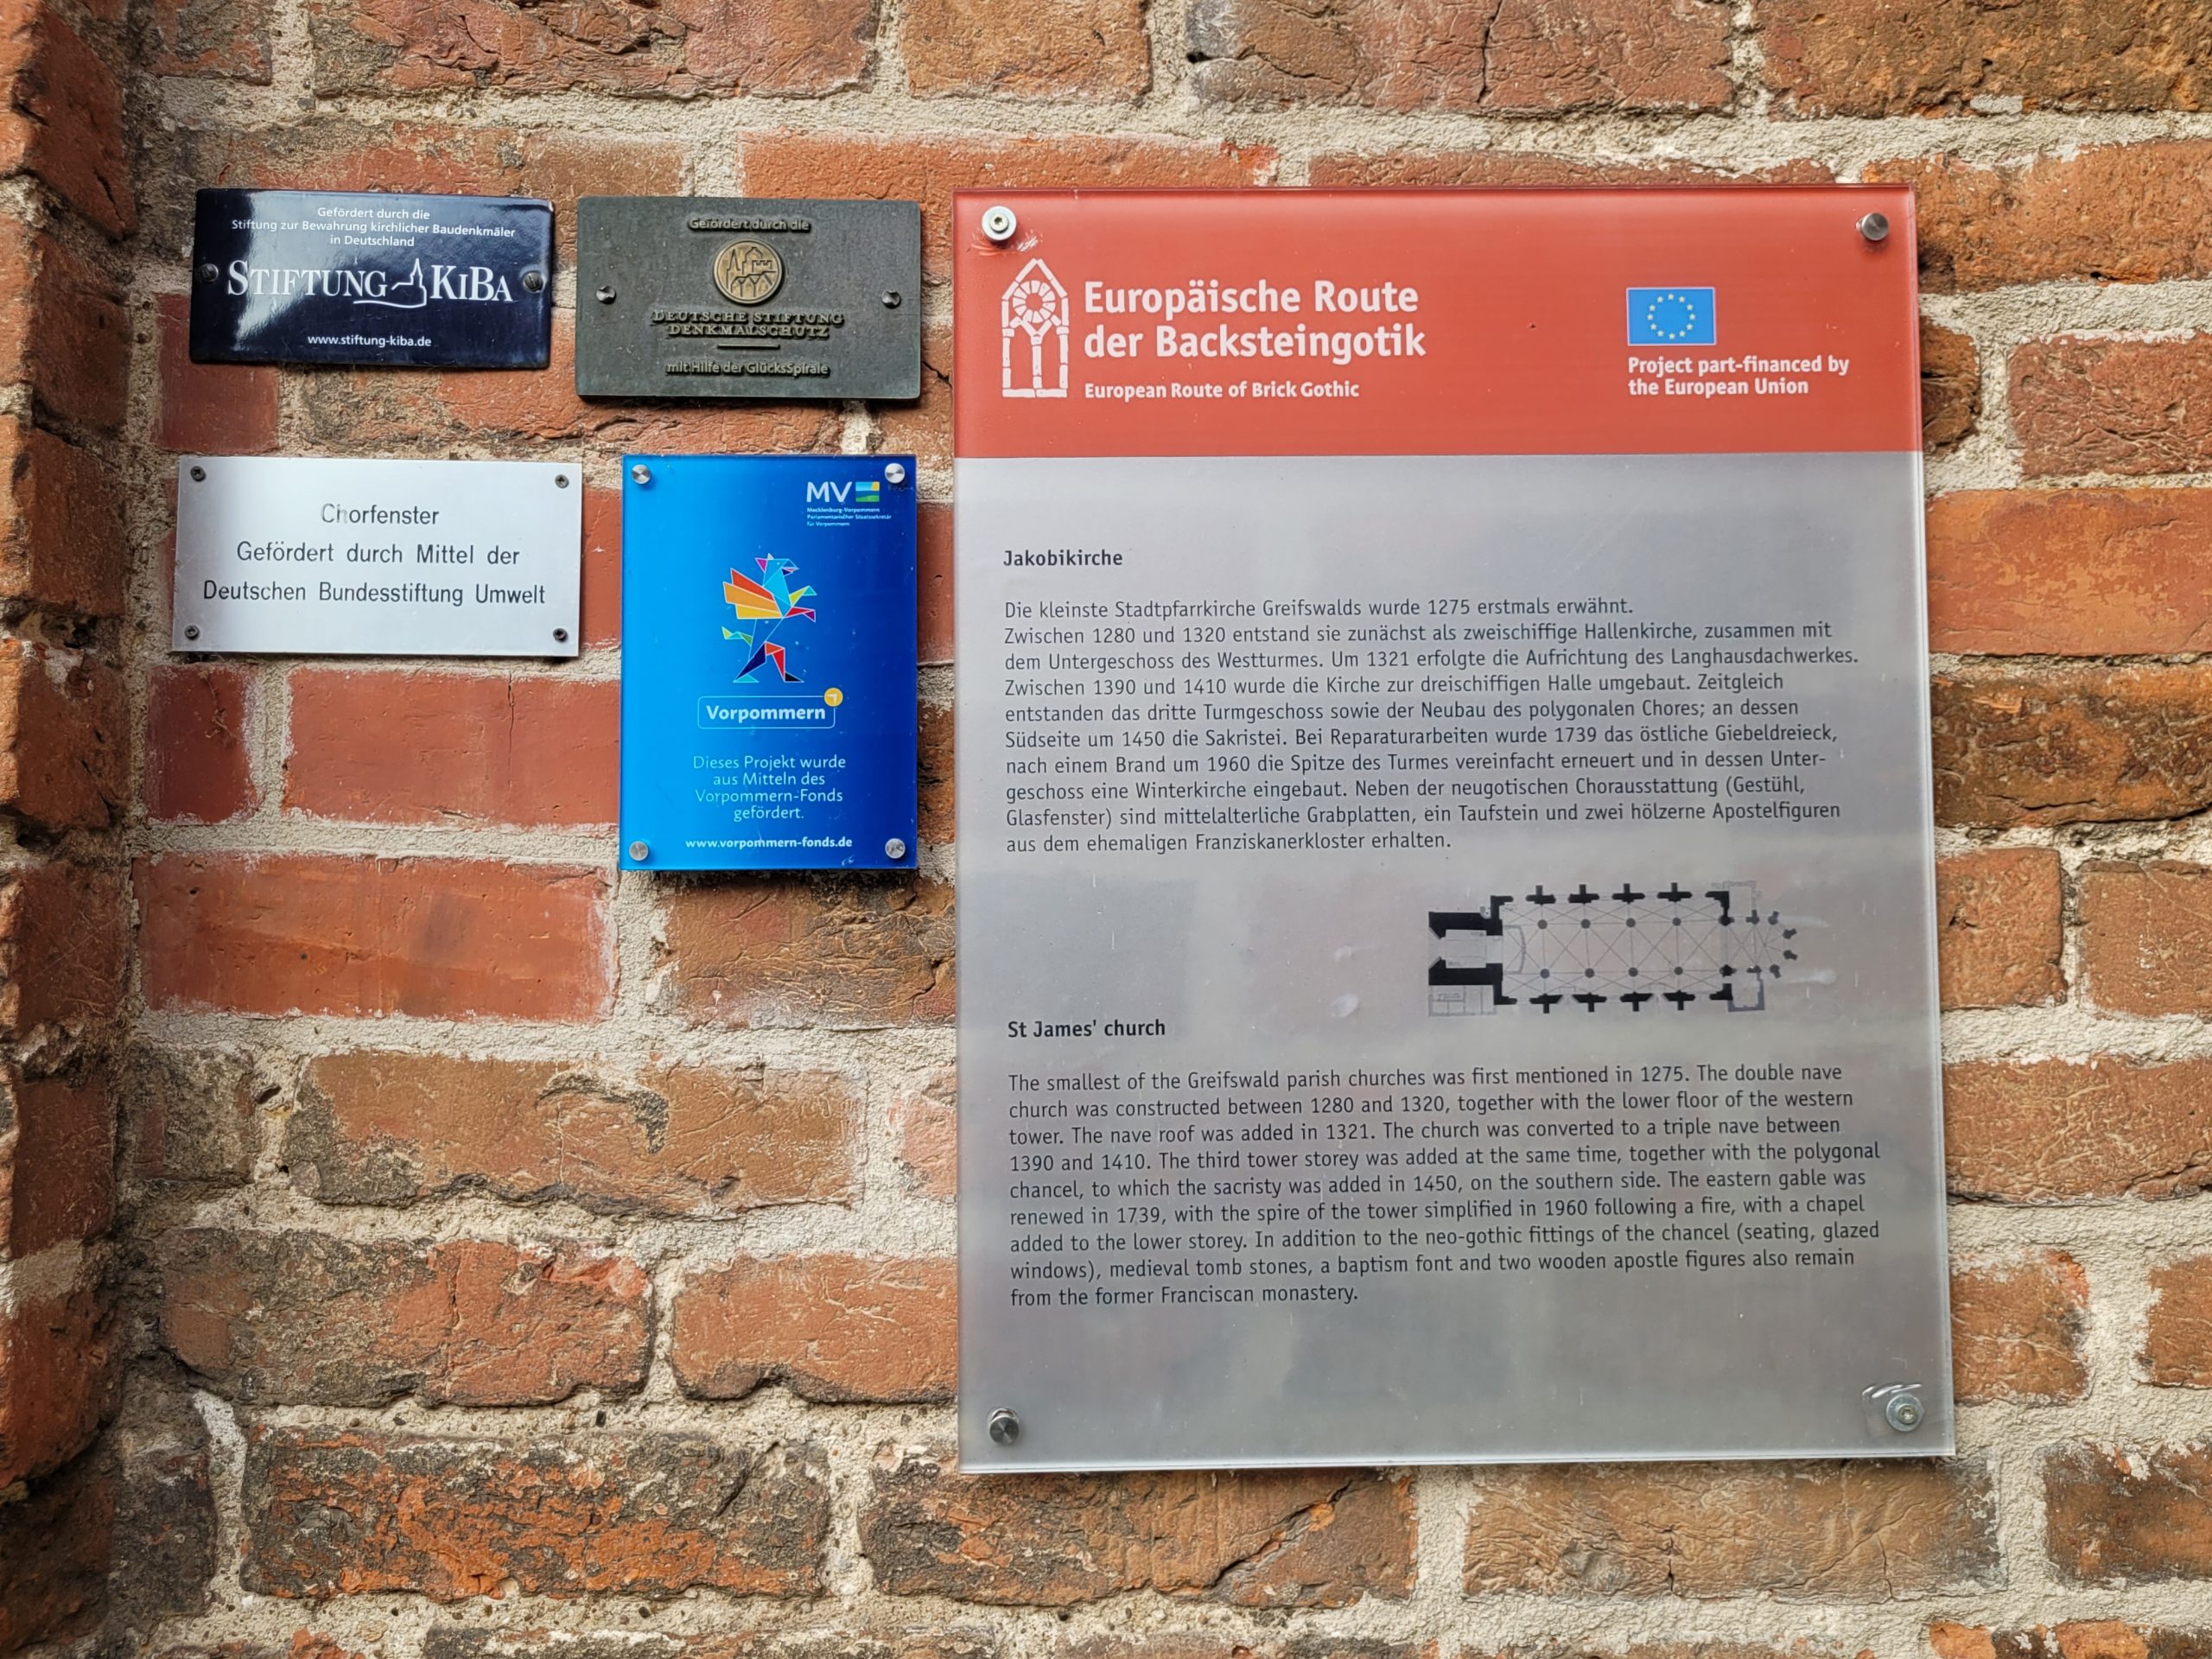 Gefördert durch die
Stiftung zur Bewahrung kirchlicher Baudenkmäler
in Deutschland
STIFTUNG KIBA
www.stiftung-kiba.de
Gefördert durch die
DEUTSCHE STIFTUNG
DENKMALSCHUTZ
mit Hilfe der GlücksSpirale
Chorfenster
Gefördert durch Mittel der
Deutschen Bundesstiftung Umwelt
MV
Mecklenburg-Vorpommern
Parlamentarischer Staatssekretär
für Vorpommern
Vorpommern
Dieses Projekt wurde
aus Mitteln des
Vorpommern-Fonds
gefördert.
www.vorpommern-fonds.de
Europäische Route
der Backsteingotik
European Route of Brick Gothic
Project part-financed by
the European Union
Jakobikirche
Die kleinste Stadtpfarrkirche Greifswalds wurde 1275 erstmals erwähnt.
Zwischen 1280 und 1320 entstand sie zunächst als zweischiffige Hallenkirche, zusammen mit
dem Untergeschoss des Westturmes. Um 1321 erfolgte die Aufrichtung des Langhausdachwerkes.
Zwischen 1390 und 1410 wurde die Kirche zur dreischiffigen Halle umgebaut. Zeitgleich
entstanden das dritte Turmgeschoss sowie der Neubau des polygonalen Chores; an dessen
Südseite um 1450 die Sakristei. Bei Reparaturarbeiten wurde 1739 das östliche Giebeldreieck,
nach einem Brand um 1960 die Spitze des Turmes vereinfacht erneuert und in dessen Unter-
geschoss eine Winterkirche eingebaut. Neben der neugotischen Chorausstattung (Gestühl,
Glasfenster) sind mittelalterliche Grabplatten, ein Taufstein und zwei hölzerne Apostelfiguren
aus dem ehemaligen Franziskanerkloster erhalten.
St James' church
The smallest of the Greifswald parish churches was first mentioned in 1275. The double nave
church was constructed between 1280 and 1320, together with the lower floor of the western
tower. The nave roof was added in 1321. The church was converted to a triple nave between
1390 and 1410. The third tower storey was added at the same time, together with the polygonal
chancel, to which the sacristy was added in 1450, on the southern side. The eastern gable was
renewed in 1739, with the spire of the tower simplified in 1960 following a fire, with a chapel
added to the lower storey. In addition to the neo-gothic fittings of the chancel (seating, glazed
windows), medieval tomb stones, a baptism font and two wooden apostle figures also remain
from the former Franciscan monastery.